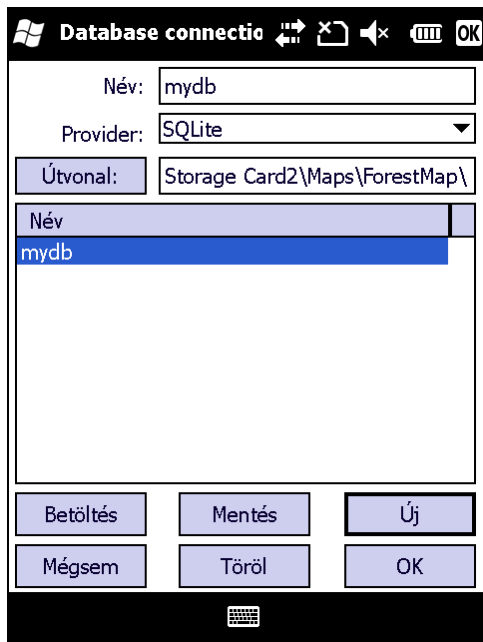 Database connectio OK
Név: mydb
Provider: SQLite
Útvonal: Storage Card2\Maps\ForestMap\
Név
mydb
Betöltés Mentés Új
Mégsem Töröl OK